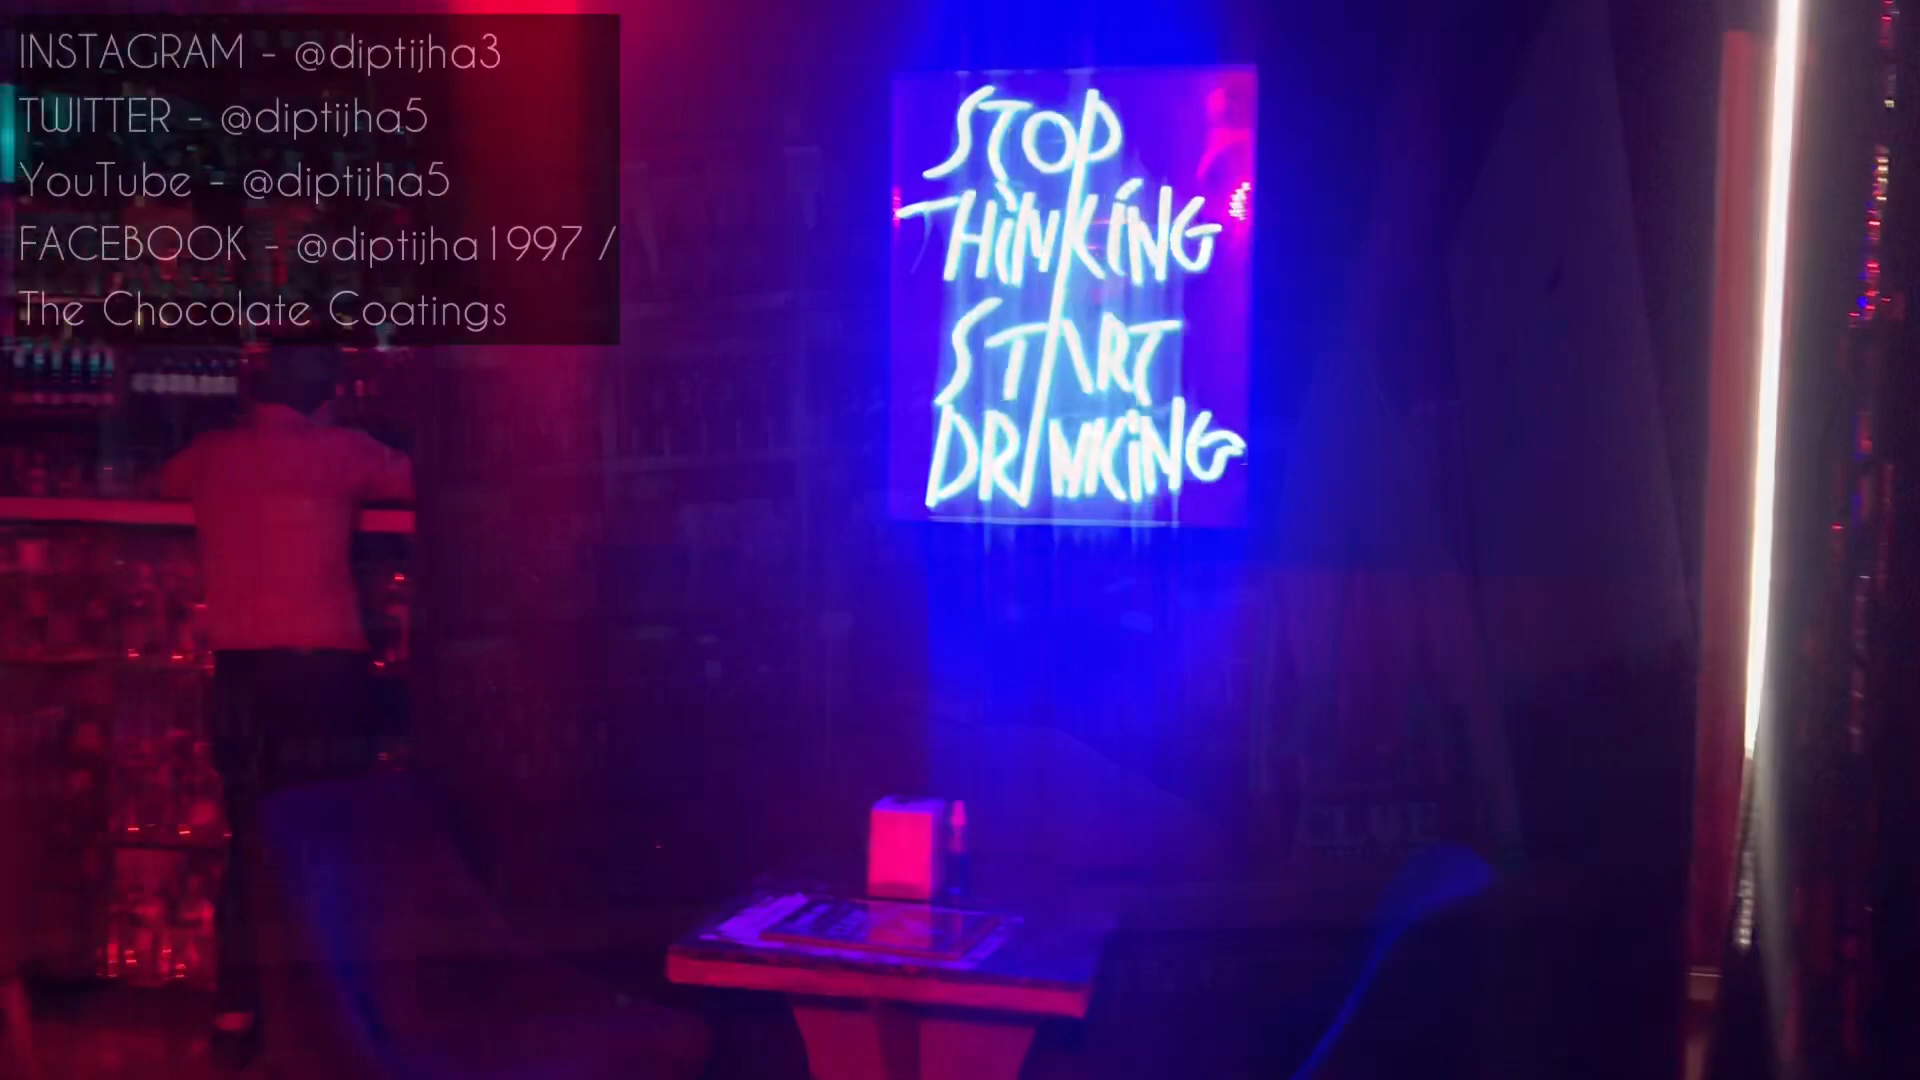 INSTAGRAM - @diptijha3
TWITTER - @diptijha5
YouTube - @diptijha5
FACEBOOK - @diptijha1997 /
The Chocolate Coatings
STOP
THiNKiNG
START
DRiNKiNG